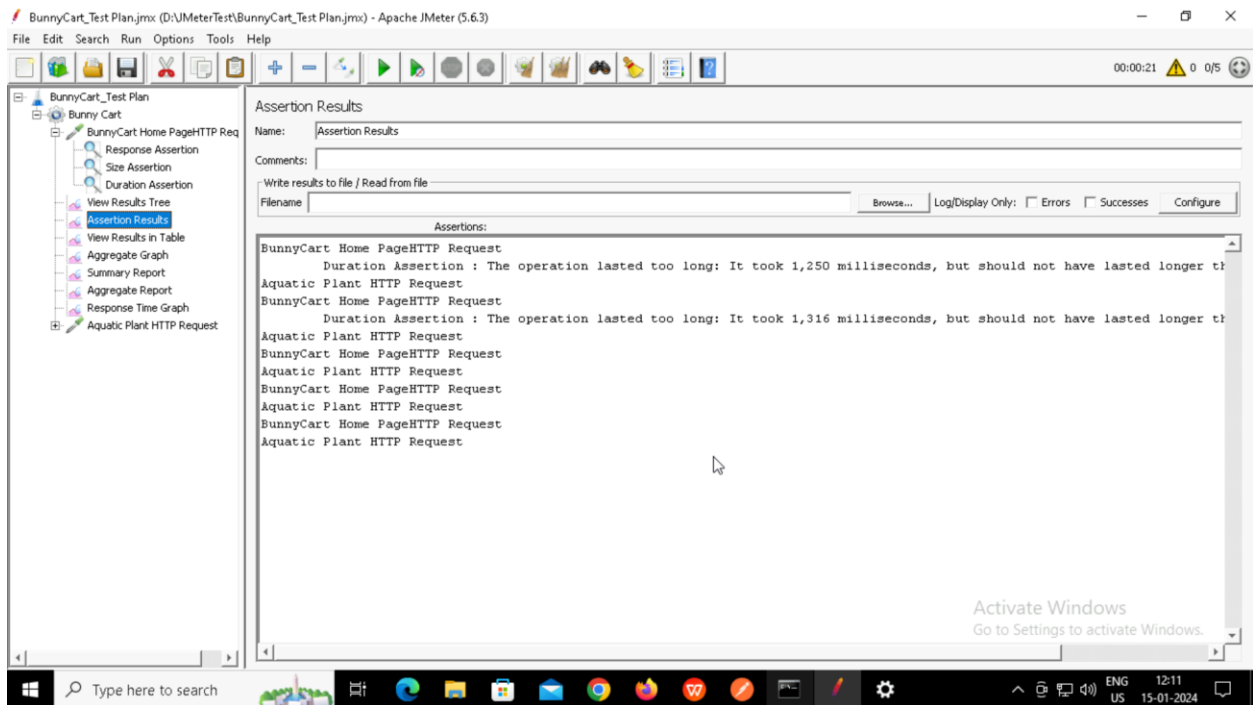 BunnyCart_Test Plan.jmx (D:\JMeterTest\BunnyCart_Test Plan.jmx) - Apache JMeter (5.6.3)
File Edit Search Run Options Tools Help
00:00:21 0 0/5
BunnyCart_Test Plan
Bunny Cart
BunnyCart Home PageHTTP Req
Response Assertion
Size Assertion
Duration Assertion
View Results Tree
Assertion Results
View Results in Table
Aggregate Graph
Summary Report
Aggregate Report
Response Time Graph
Aquatic Plant HTTP Request
Assertion Results
Name: Assertion Results
Comments:
Write results to file / Read from file
Filename Browse... Log/Display Only: Errors Successes Configure
Assertions:
BunnyCart Home PageHTTP Request
Duration Assertion : The operation lasted too long: It took 1,250 milliseconds, but should not have lasted longer th
Aquatic Plant HTTP Request
BunnyCart Home PageHTTP Request
Duration Assertion : The operation lasted too long: It took 1,316 milliseconds, but should not have lasted longer th
Aquatic Plant HTTP Request
BunnyCart Home PageHTTP Request
Aquatic Plant HTTP Request
BunnyCart Home PageHTTP Request
Aquatic Plant HTTP Request
BunnyCart Home PageHTTP Request
Aquatic Plant HTTP Request
Activate Windows
Go to Settings to activate Windows.
Type here to search
ENG
US
12:11
15-01-2024